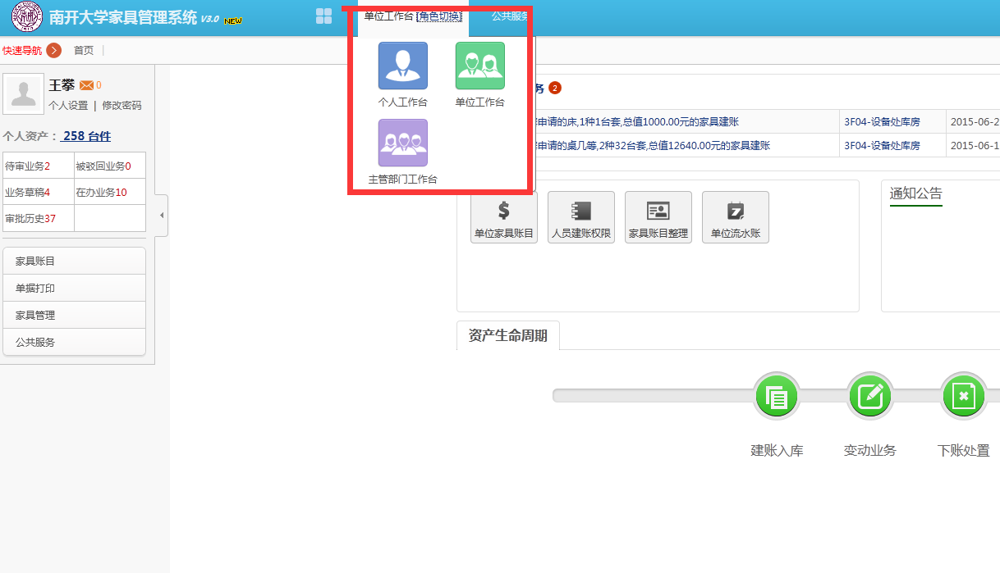 南开大学家具管理系统 V3.0 NEW
单位工作台 [角色切换]
公共服务
快速导航
首页
王攀 0
个人设置 | 修改密码
个人资产： 258 台件
待审业务2
被驳回业务0
业务草稿4
在办业务10
审批历史37
家具账目
单据打印
家具管理
公共服务
个人工作台
单位工作台
主管部门工作台
务 2
申请的床,1种1台套,总值1000.00元的家具建账
3F04-设备处库房
2015-06-2
申请的桌几等,2种32台套,总值12640.00元的家具建账
3F04-设备处库房
2015-06-1
单位家具账目
人员建账权限
家具账目整理
单位流水账
通知公告
资产生命周期
建账入库
变动业务
下账处置